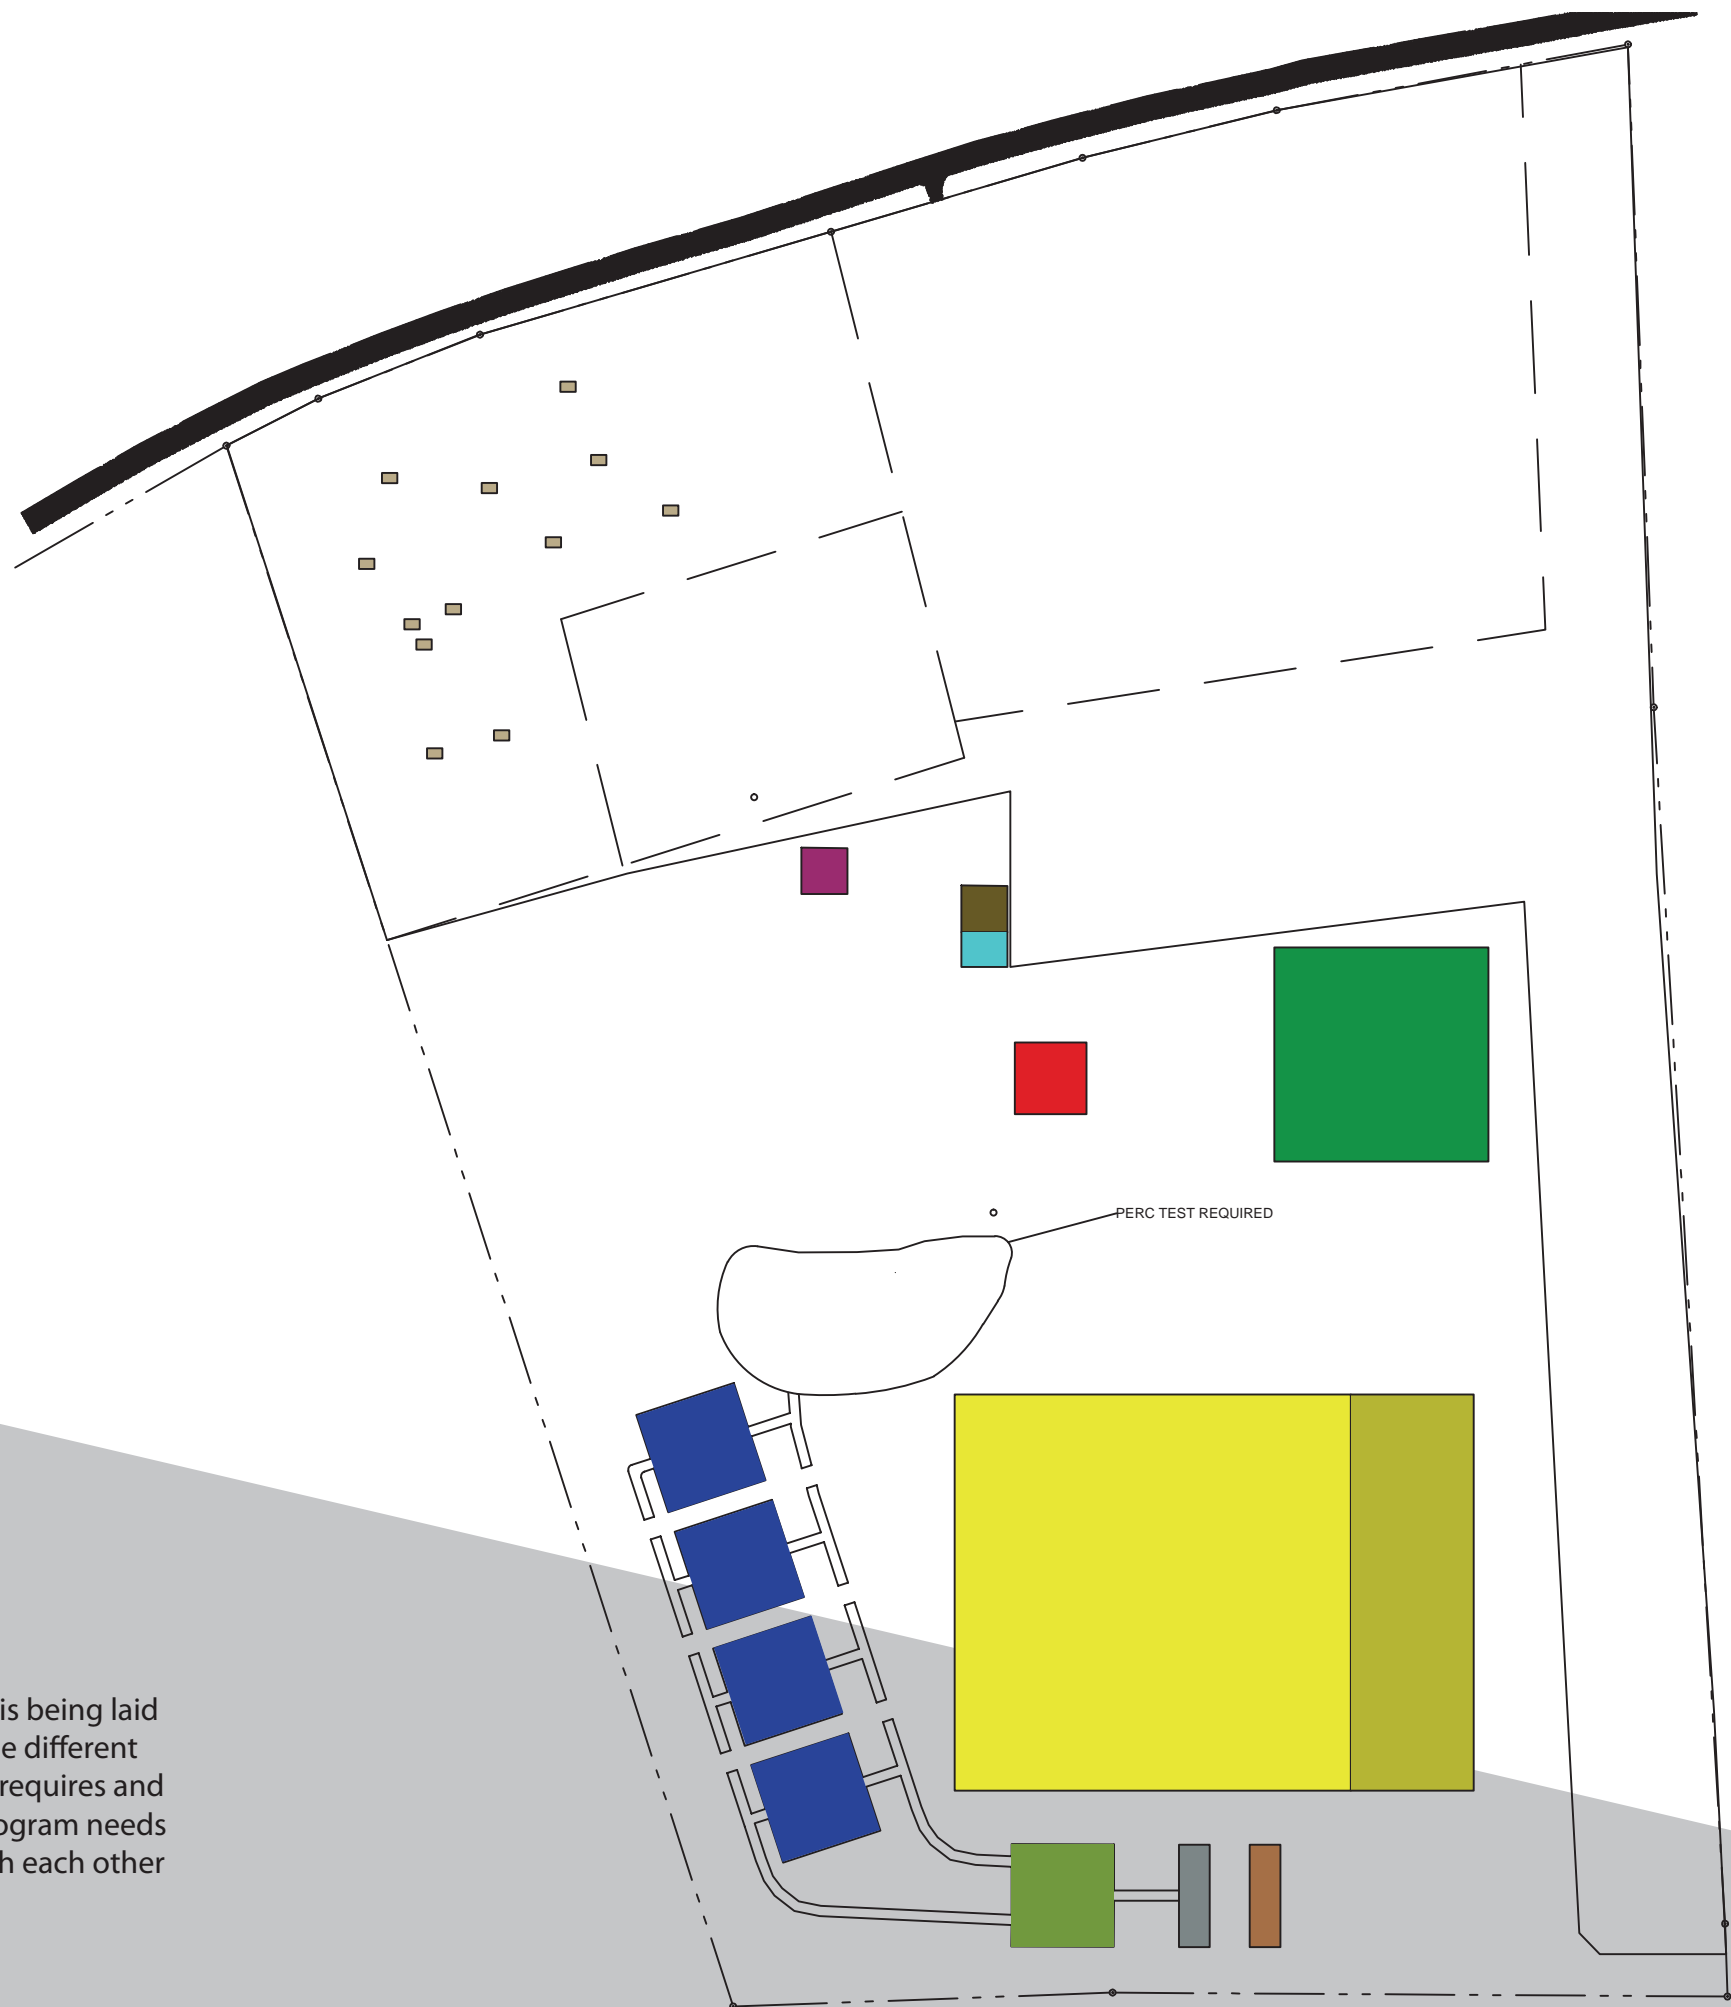 PERC TEST REQUIRED
is being laid
e different
requires and
ogram needs
h each other